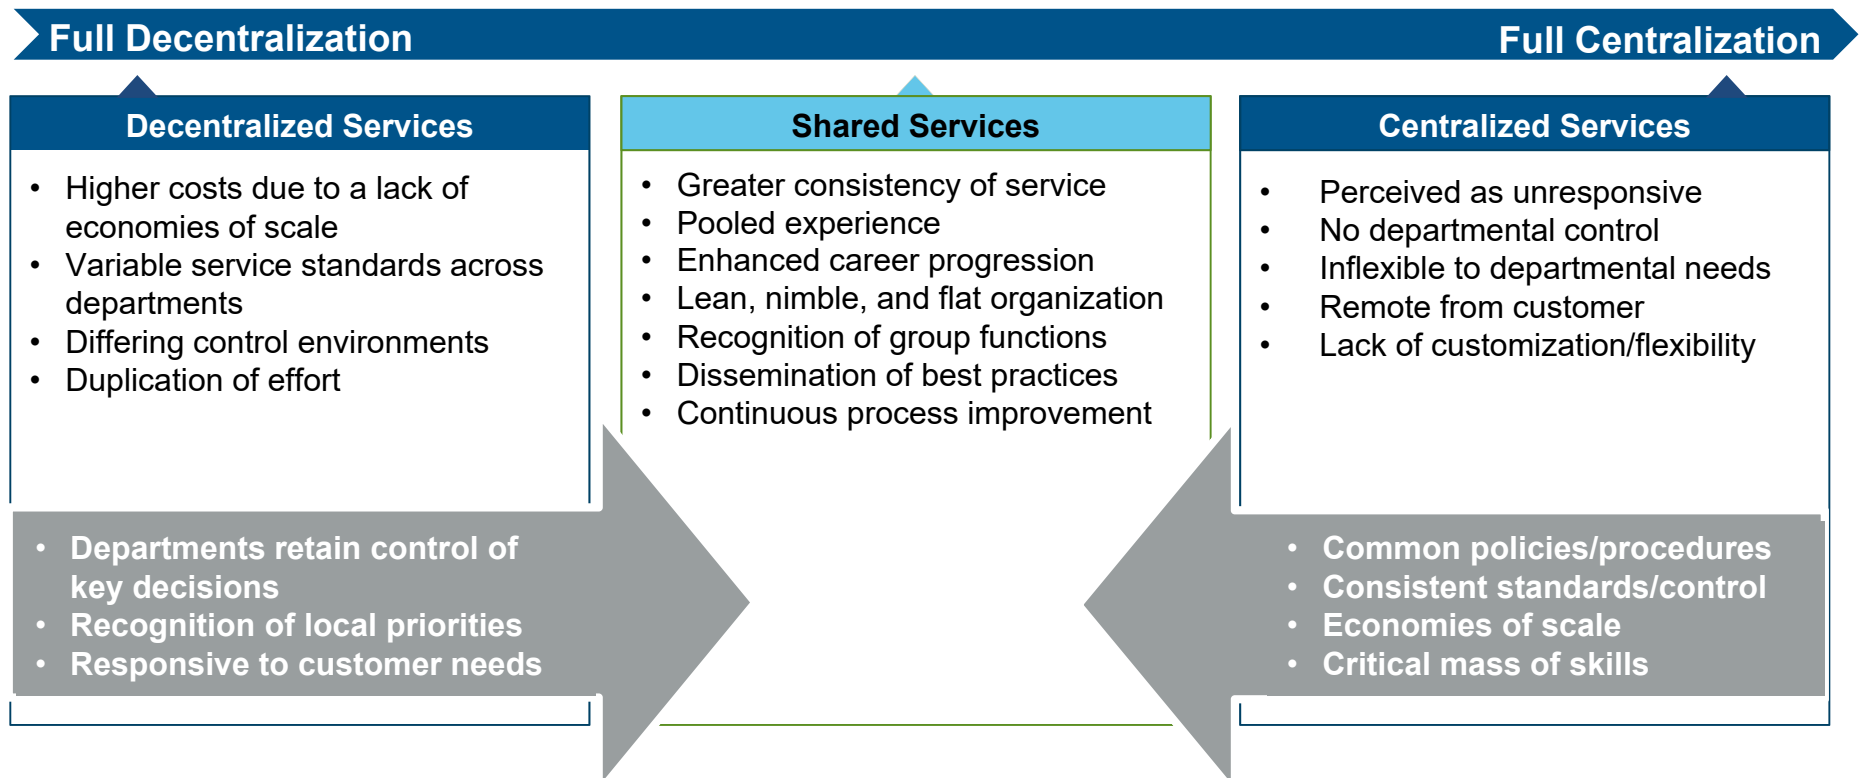 Full Decentralization
Full Centralization
Decentralized Services
• Higher costs due to a lack of
economies of scale
• Variable service standards across
departments
• Differing control environments
• Duplication of effort
• Departments retain control of
key decisions
• Recognition of local priorities
• Responsive to customer needs
Shared Services
• Greater consistency of service
• Pooled experience
• Enhanced career progression
• Lean, nimble, and flat organization
• Recognition of group functions
• Dissemination of best practices
• Continuous process improvement
Centralized Services
• Perceived as unresponsive
• No departmental control
• Inflexible to departmental needs
• Remote from customer
• Lack of customization/flexibility
• Common policies/procedures
• Consistent standards/control
• Economies of scale
• Critical mass of skills